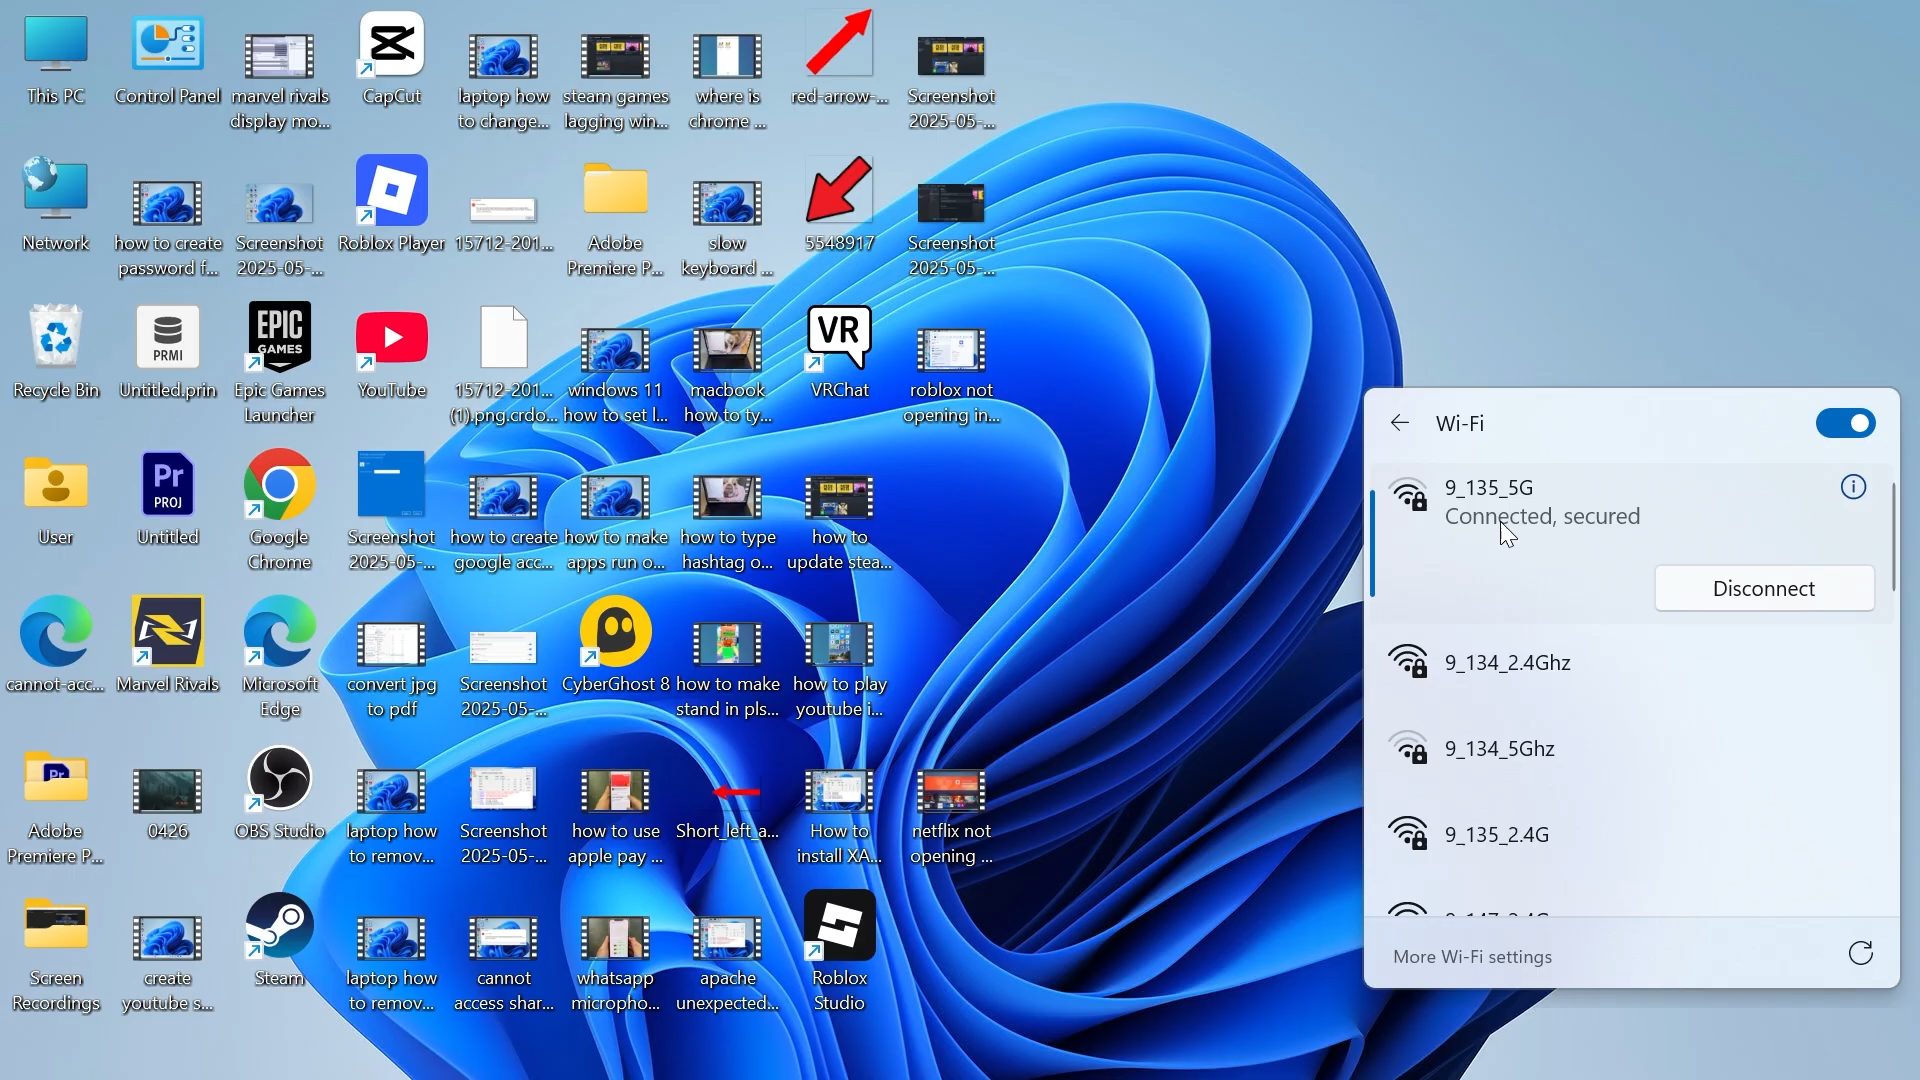 This PC
Control Panel
marvel rivals
display mo...
CapCut
laptop how
to change...
steam games
lagging win...
where is
chrome ...
red-arrow-...
Screenshot
2025-05-...
Network
how to create
password f...
Screenshot
2025-05-...
Roblox Player
15712-201...
Adobe
Premiere P...
slow
keyboard ...
5548917
Screenshot
2025-05-...
Recycle Bin
PRMI
Untitled.prin
EPIC
GAMES
Epic Games
Launcher
YouTube
15712-201...
(1).png.crdo...
windows 11
how to set l...
macbook
how to ty...
VR
VRChat
roblox not
opening in...
User
Pr
PROJ
Untitled
Google
Chrome
Screenshot
2025-05-...
how to create
google acc...
how to make
apps run o...
how to type
hashtag o...
how to
update stea...
cannot-acc...
Marvel Rivals
Microsoft
Edge
convert jpg
to pdf
Screenshot
2025-05-...
CyberGhost 8
how to make
stand in pls...
how to play
youtube i...
Pr
Adobe
Premiere P...
0426
OBS Studio
laptop how
to remov...
Screenshot
2025-05-...
how to use
apple pay ...
Short_left_a...
How to
install XA...
netflix not
opening ...
Screen
Recordings
create
youtube s...
Steam
laptop how
to remov...
cannot
access shar...
whatsapp
micropho...
apache
unexpected...
Roblox
Studio
Wi-Fi
9_135_5G
Connected, secured
Disconnect
9_134_2.4Ghz
9_134_5Ghz
9_135_2.4G
More Wi-Fi settings